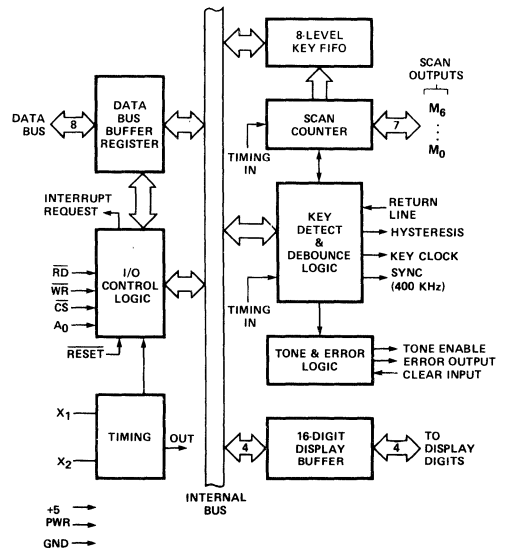 8-LEVEL
KEY FIFO
SCAN
OUTPUTS
DATA
BUS
8
DATA
BUS
BUFFER
REGISTER
SCAN
COUNTER
7
M6
M0
TIMING
IN
INTERRUPT
REQUEST
KEY
DETECT
&
DEBOUNCE
LOGIC
RETURN
LINE
HYSTERESIS
KEY CLOCK
SYNC
(400 KHz)
I/O
CONTROL
LOGIC
RD
WR
CS
A0
RESET
TIMING
IN
TONE & ERROR
LOGIC
TONE ENABLE
ERROR OUTPUT
CLEAR INPUT
X1
X2
TIMING
OUT
4
16-DIGIT
DISPLAY
BUFFER
4
TO
DISPLAY
DIGITS
INTERNAL
BUS
+5
PWR
GND